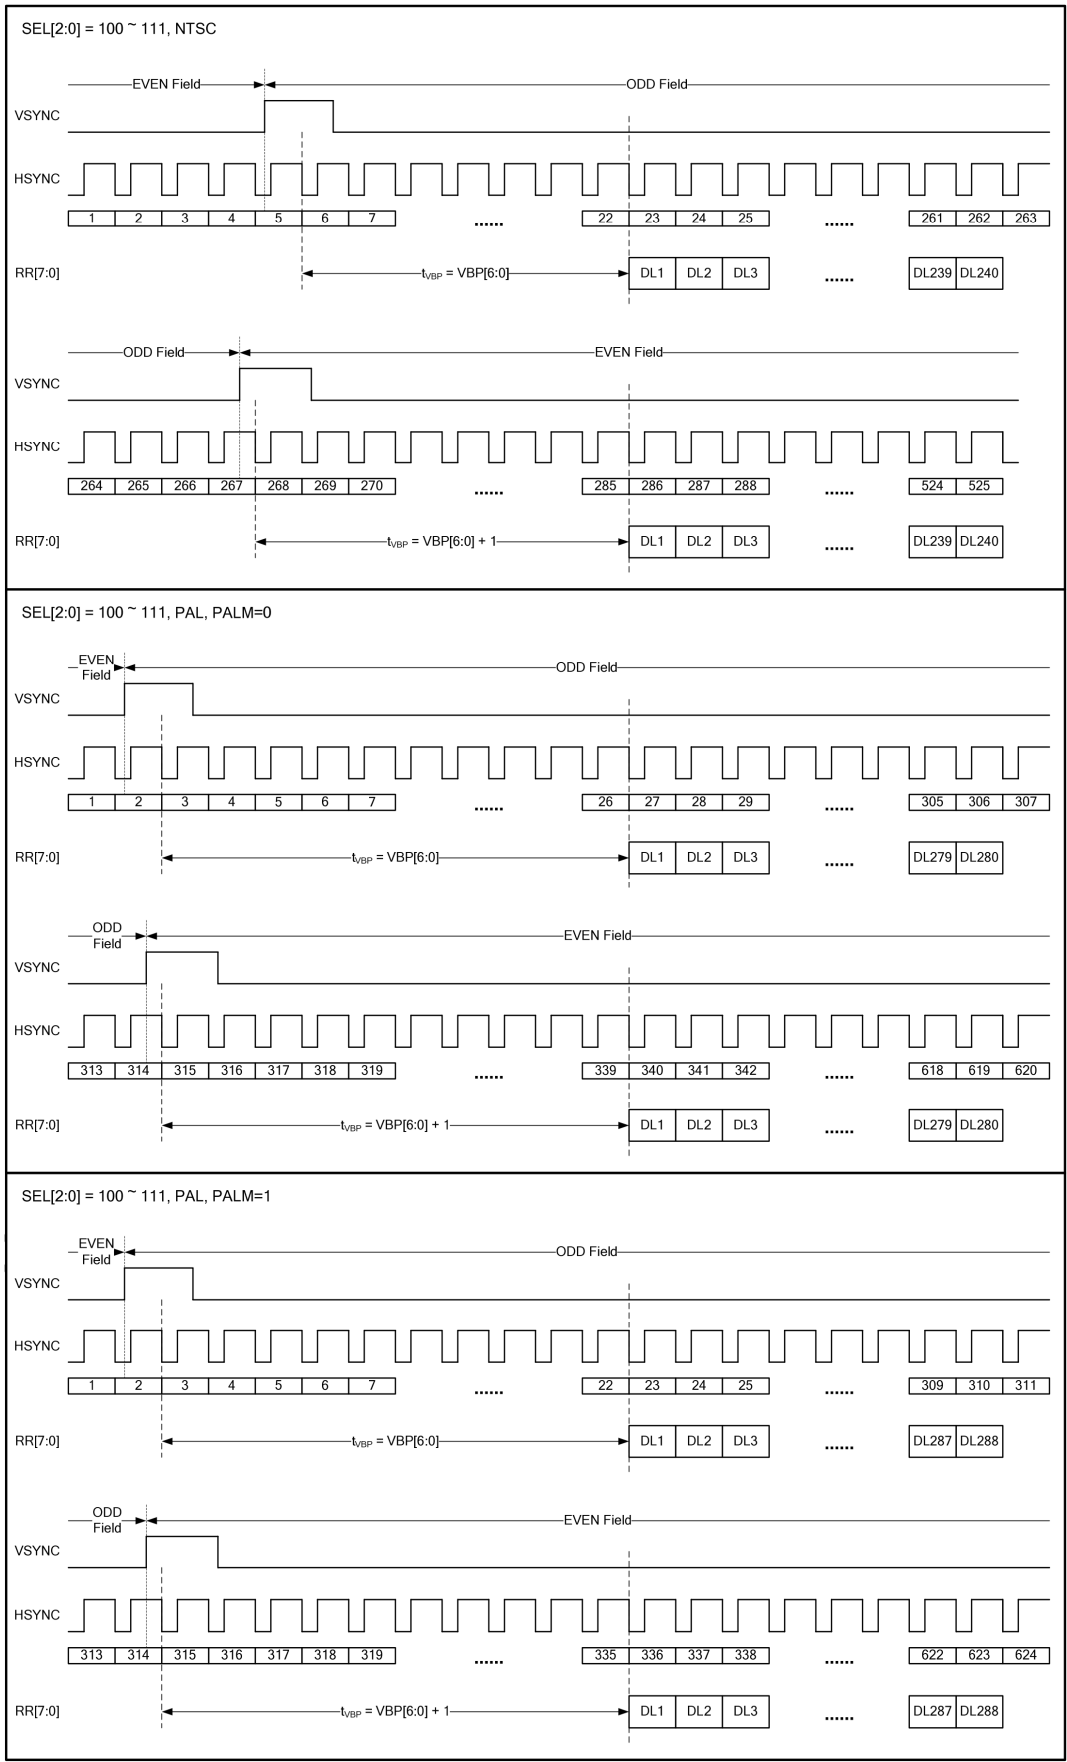 SEL[2:0] = 100 ~ 111, NTSC
EVEN Field ODD Field
VSYNC
HSYNC
1 2 3 4 5 6 7 ...... 22 23 24 25 ...... 261 262 263
RR[7:0] tVBP = VBP[6:0] DL1 DL2 DL3 ...... DL239 DL240
ODD Field EVEN Field
VSYNC
HSYNC
264 265 266 267 268 269 270 ...... 285 286 287 288 ...... 524 525
RR[7:0] tVBP = VBP[6:0] + 1 DL1 DL2 DL3 ...... DL239 DL240
SEL[2:0] = 100 ~ 111, PAL, PALM=0
EVEN Field ODD Field
VSYNC
HSYNC
1 2 3 4 5 6 7 ...... 26 27 28 29 ...... 305 306 307
RR[7:0] tVBP = VBP[6:0] DL1 DL2 DL3 ...... DL279 DL280
ODD Field EVEN Field
VSYNC
HSYNC
313 314 315 316 317 318 319 ...... 339 340 341 342 ...... 618 619 620
RR[7:0] tVBP = VBP[6:0] + 1 DL1 DL2 DL3 ...... DL279 DL280
SEL[2:0] = 100 ~ 111, PAL, PALM=1
EVEN Field ODD Field
VSYNC
HSYNC
1 2 3 4 5 6 7 ...... 22 23 24 25 ...... 309 310 311
RR[7:0] tVBP = VBP[6:0] DL1 DL2 DL3 ...... DL287 DL288
ODD Field EVEN Field
VSYNC
HSYNC
313 314 315 316 317 318 319 ...... 335 336 337 338 ...... 622 623 624
RR[7:0] tVBP = VBP[6:0] + 1 DL1 DL2 DL3 ...... DL287 DL288